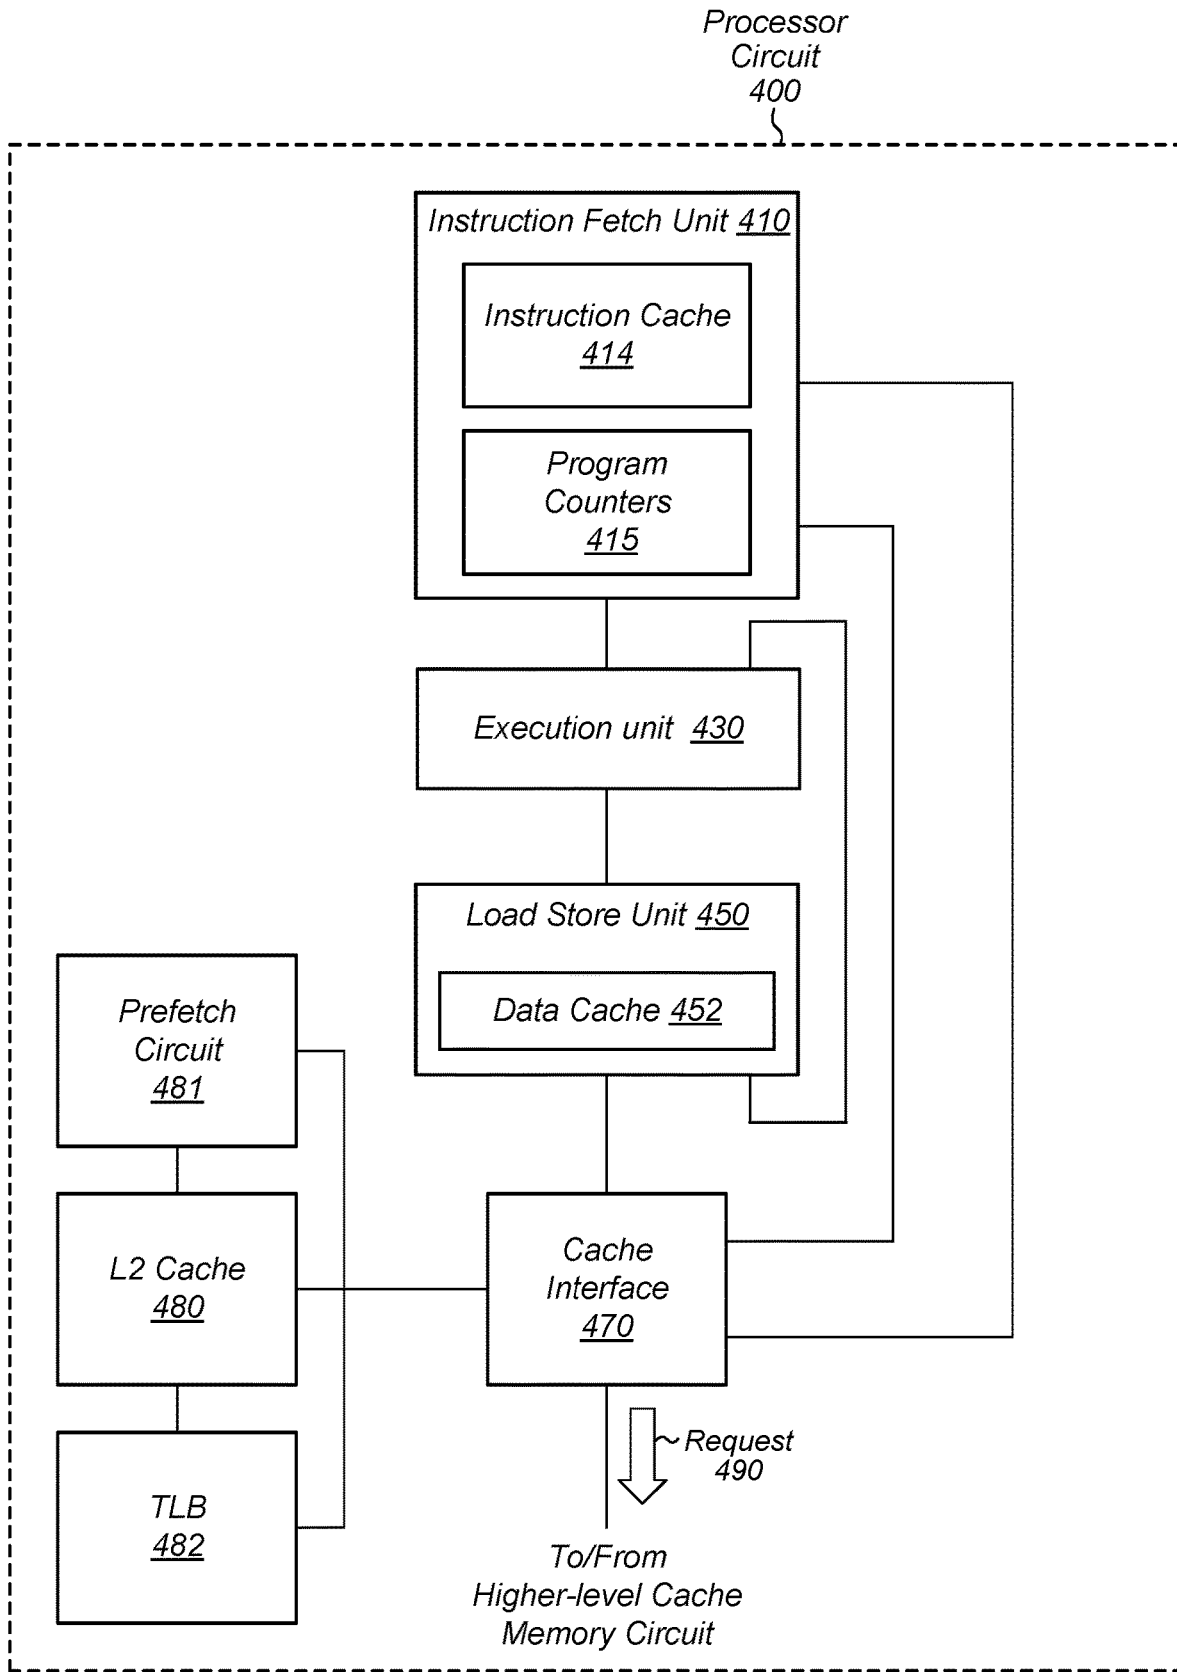 Processor
Circuit
400
Instruction Fetch Unit 410
Instruction Cache
414
Program
Counters
415
Execution unit 430
Load Store Unit 450
Data Cache 452
Prefetch
Circuit
481
L2 Cache
480
Cache
Interface
470
TLB
482
Request
490
To/From
Higher-level Cache
Memory Circuit